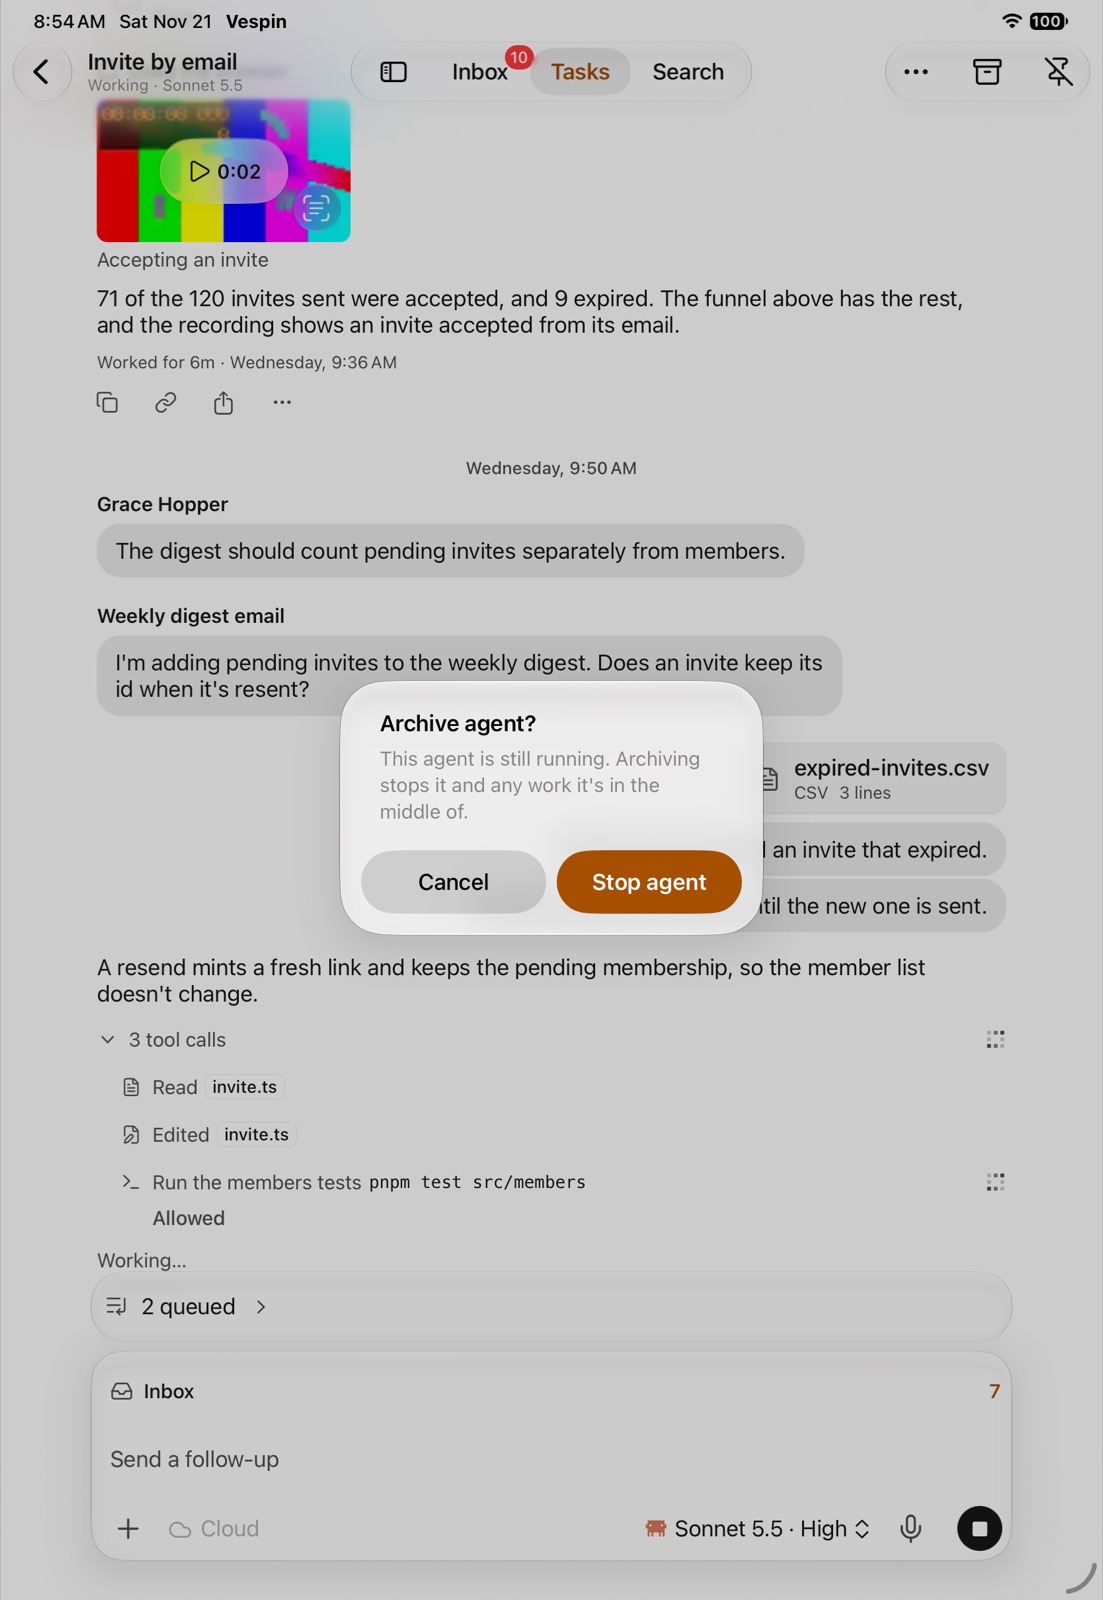 8:54 AM Sat Nov 21 Vespin
100
Invite by email
Working · Sonnet 5.5
Inbox
10
Tasks
Search
00:00:00
0:02
Accepting an invite
71 of the 120 invites sent were accepted, and 9 expired. The funnel above has the rest,
and the recording shows an invite accepted from its email.
Worked for 6m · Wednesday, 9:36 AM
Wednesday, 9:50 AM
Grace Hopper
The digest should count pending invites separately from members.
Weekly digest email
I'm adding pending invites to the weekly digest. Does an invite keep its
id when it's resent?
Archive agent?
This agent is still running. Archiving
stops it and any work it's in the
middle of.
Cancel
Stop agent
expired-invites.csv
CSV 3 lines
an invite that expired.
the new one is sent.
A resend mints a fresh link and keeps the pending membership, so the member list
doesn't change.
3 tool calls
Read invite.ts
Edited invite.ts
Run the members tests pnpm test src/members
Allowed
Working...
2 queued
Inbox
7
Send a follow-up
Cloud
Sonnet 5.5 · High